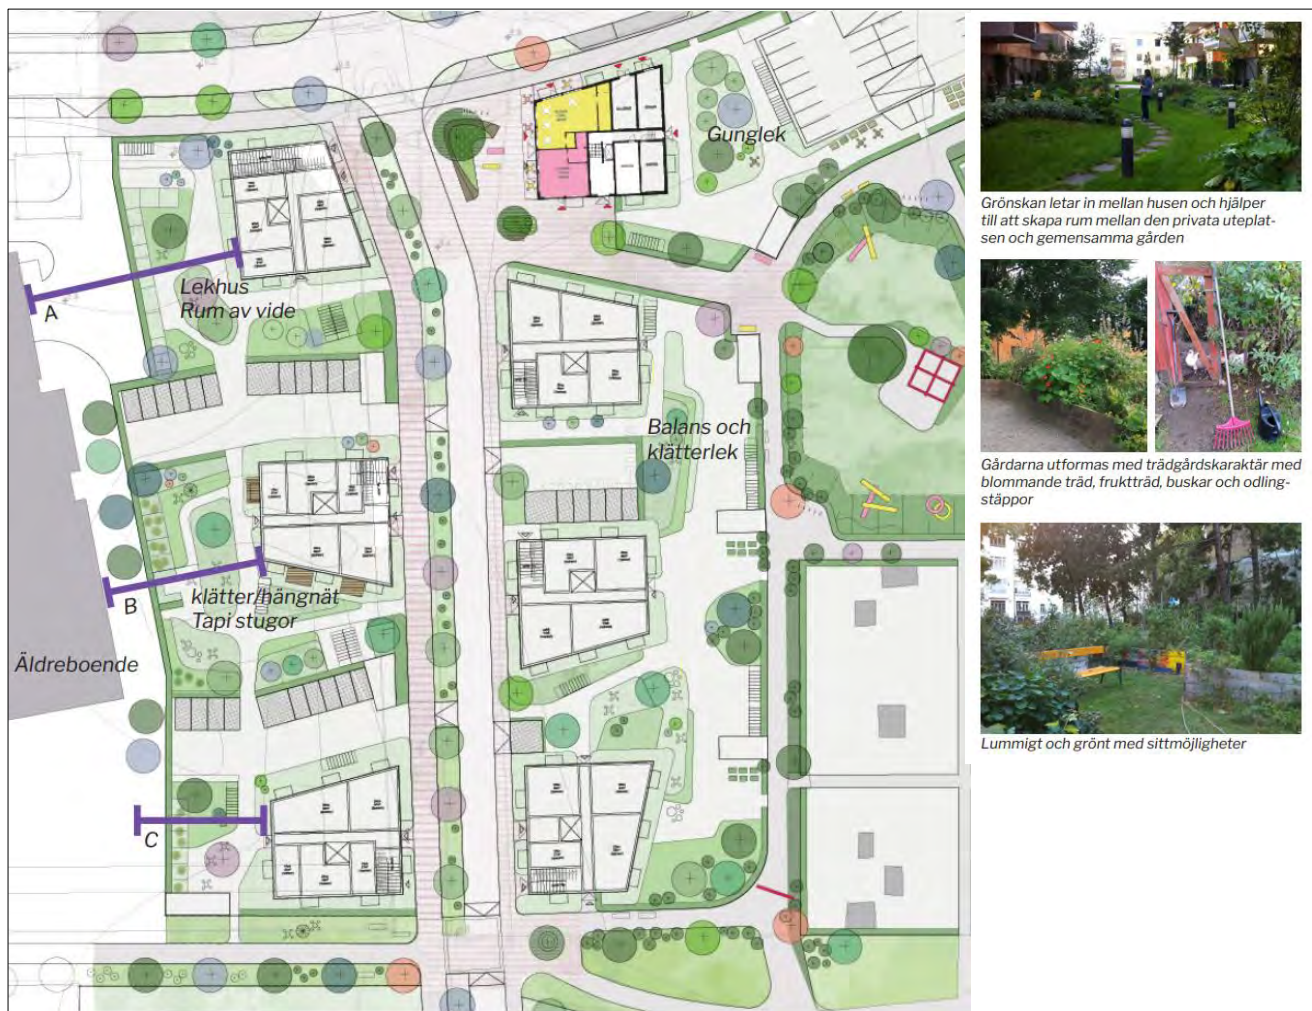 Gunglek
Lekhus
Rum av vide
A
Balans och
klätterlek
klätter/hängnät
Tapi stugor
B
Äldreboende
C
Grönskan letar in mellan husen och hjälper
till att skapa rum mellan den privata uteplat-
sen och gemensamma gården
Gårdarna utformas med trädgårdskaraktär med
blommande träd, fruktträd, buskar och odling-
stäppor
Lummigt och grönt med sittmöjligheter